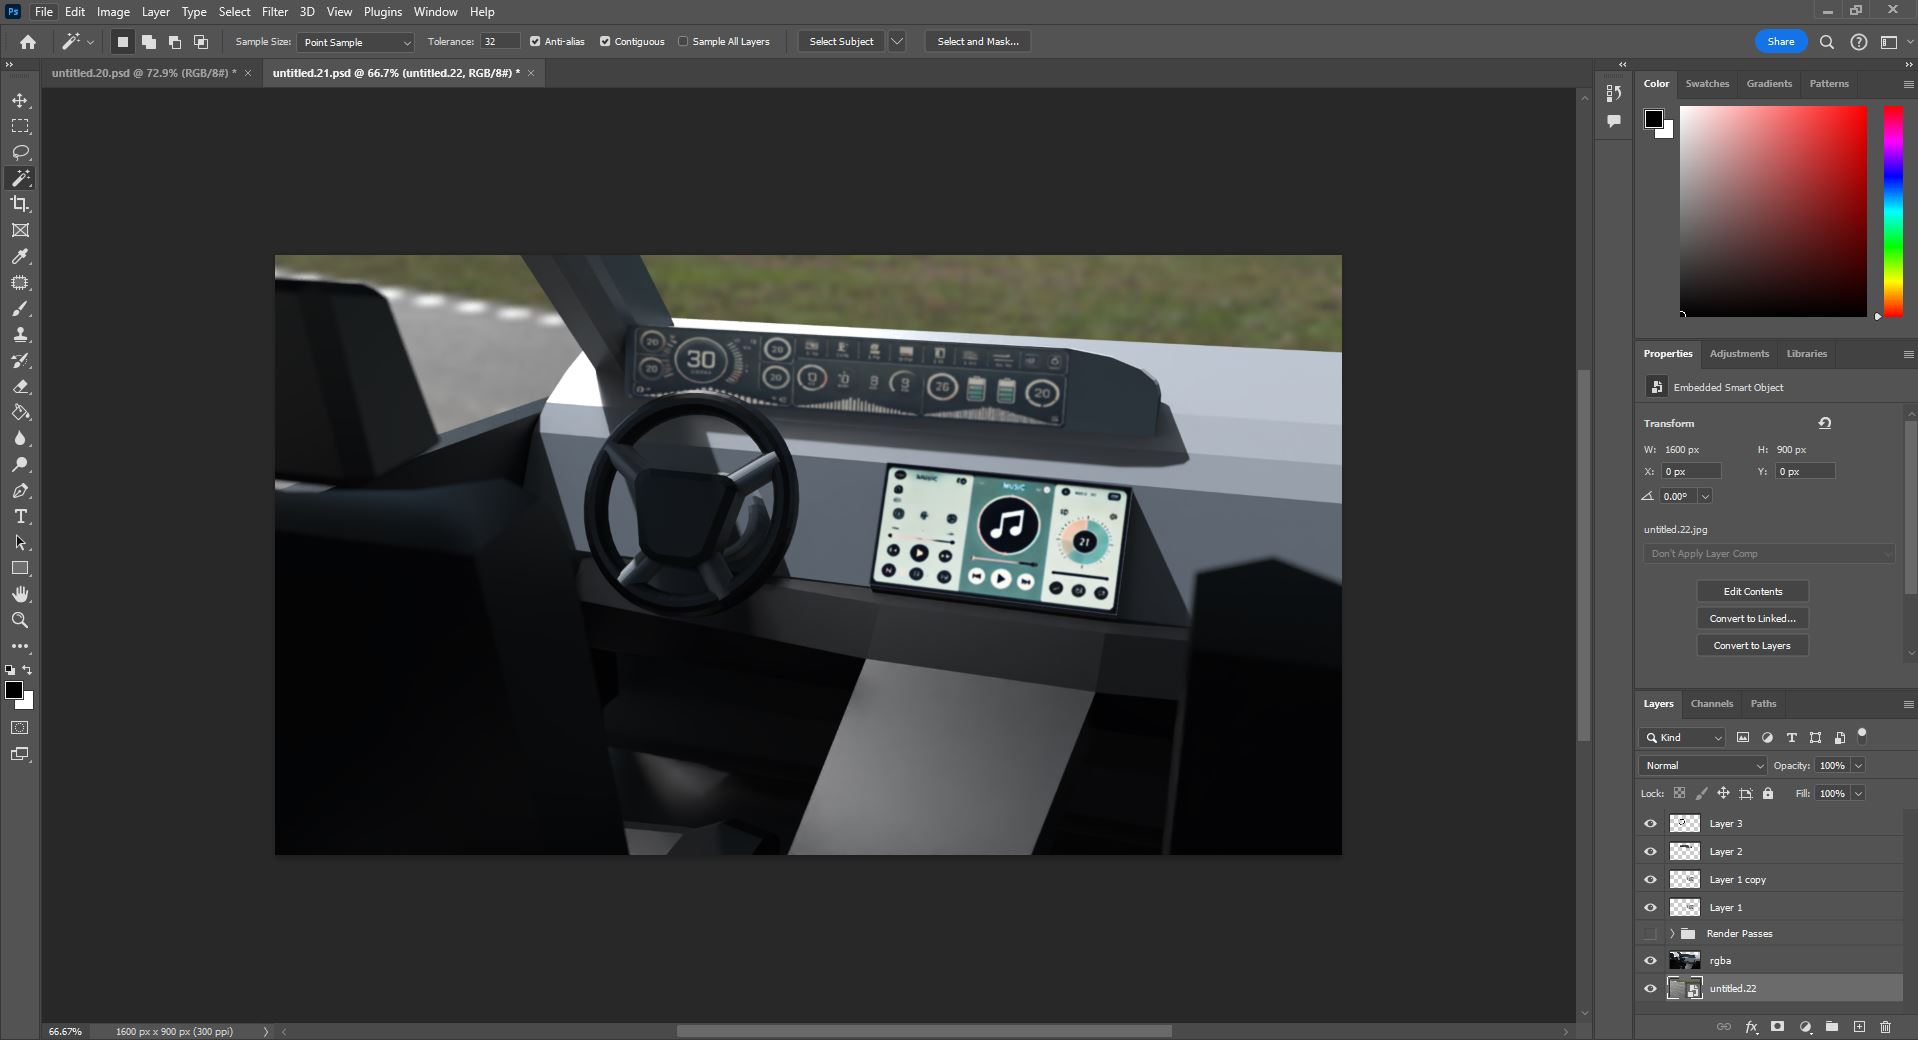 Ps File Edit Image Layer Type Select Filter 3D View Plugins Window Help
Sample Size: Point Sample Tolerance: 32 Anti-alias Contiguous Sample All Layers Select Subject Select and Mask... Share
untitled.20.psd @ 72.9% (RGB/8#) * × untitled.21.psd @ 66.7% (untitled.22, RGB/8#) * ×
Color Swatches Gradients Patterns
Properties Adjustments Libraries
Embedded Smart Object
Transform
W: 1600 px H: 900 px
X: 0 px Y: 0 px
0.00°
untitled.22.jpg
Don't Apply Layer Comp
Edit Contents
Convert to Linked...
Convert to Layers
20 30 20
20 20 26 20
MUSIC MUSIC
21
Layers Channels Paths
Kind
Normal Opacity: 100%
Lock: Fill: 100%
Layer 3
Layer 2
Layer 1 copy
Layer 1
Render Passes
rgba
untitled.22
66.67% 1600 px x 900 px (300 ppi)